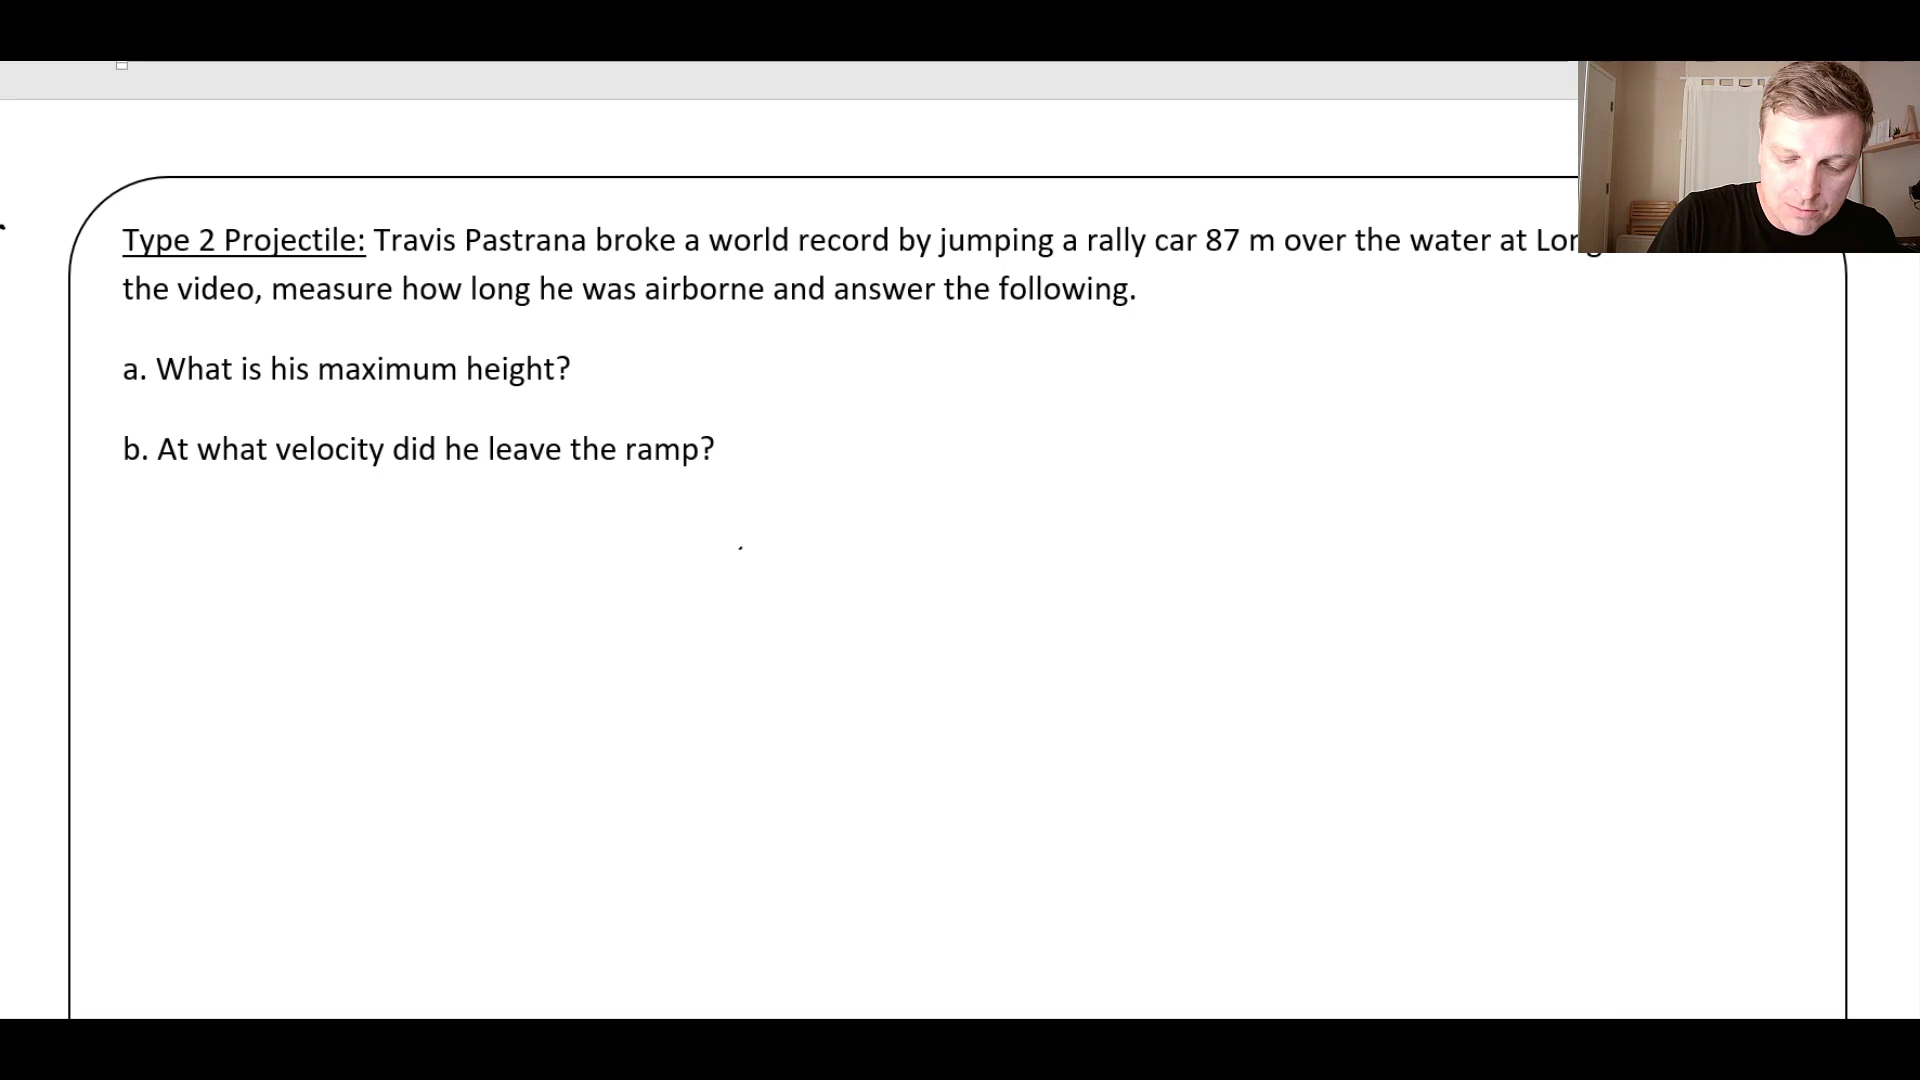 Type 2 Projectile: Travis Pastrana broke a world record by jumping a rally car 87 m over the water at
the video, measure how long he was airborne and answer the following.
a. What is his maximum height?
b. At what velocity did he leave the ramp?